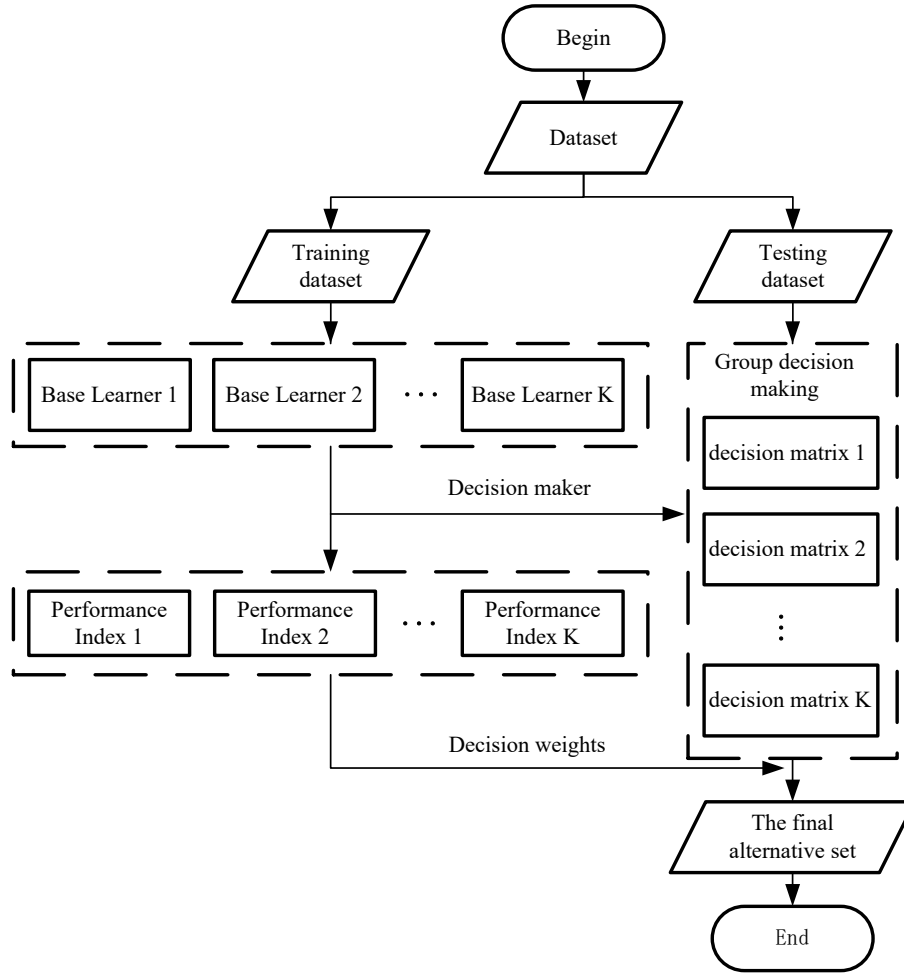 Begin
Dataset
Training
dataset
Testing
dataset
Base Learner 1
Base Learner 2
···
Base Learner K
Group decision
making
decision matrix 1
Decision maker
decision matrix 2
Performance
Index 1
Performance
Index 2
···
Performance
Index K
⋮
decision matrix K
Decision weights
The final
alternative set
End